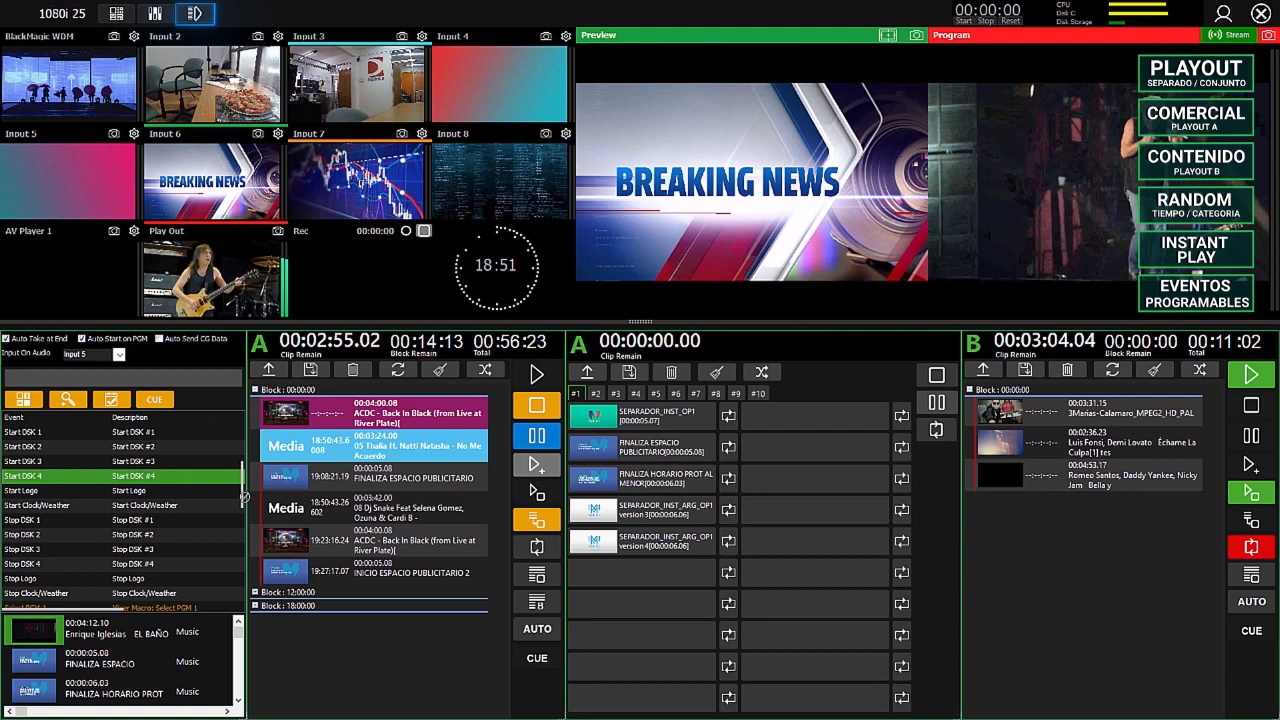 1080i 25
00:00:00
Start Stop Reset
CPU
Disk C
Disk Storage
BlackMagic WDM
Input 2
Input 3
Input 4
Preview
Program
Stream
Input 5
Input 6
Input 7
Input 8
BREAKING NEWS
BREAKING NEWS
AV Player 1
Play Out
Rec
00:00:00
18:51
PLAYOUT
SEPARADO / CONJUNTO
COMERCIAL
PLAYOUT A
CONTENIDO
PLAYOUT B
RANDOM
TIEMPO / CATEGORIA
INSTANT
PLAY
EVENTOS
PROGRAMABLES
Auto Take at End
Auto Start on PGM
Auto Send CG Data
Input On Audio
Input 5
CUE
Event Description
Start DSK 1 Start DSK #1
Start DSK 2 Start DSK #2
Start DSK 3 Start DSK #3
Start DSK 4 Start DSK #4
Start Logo Start Logo
Start Clock/Weather Start Clock/Weather
Stop DSK 1 Stop DSK #1
Stop DSK 2 Stop DSK #2
Stop DSK 3 Stop DSK #3
Stop DSK 4 Stop DSK #4
Stop Logo Stop Logo
Stop Clock/Weather Stop Clock/Weather
Select PGM 1 Mixer Macro: Select PGM 1
00:04:12.10
Enrique Iglesias EL BAÑO Music
00:00:05.08
FINALIZA ESPACIO Music
00:00:06.03
FINALIZA HORARIO PROT Music
A 00:02:55.02 00:14:13 00:56:23
Clip Remain Block Remain Total
Block : 00:00:00
--:--:--:--
00:04:00.08
ACDC - Back In Black (from Live at
River Plate)[
Media
18:50:43.6
008
00:03:24.00
05 Thalía ft. Natti Natasha - No Me
Acuerdo
19:08:21.19
00:00:05.08
FINALIZA ESPACIO PUBLICITARIO
Media
18:50:43.26
602
00:03:42.00
08 Dj Snake Feat Selena Gomez,
Ozuna & Cardi B -
19:23:16.24
00:04:00.08
ACDC - Back In Black (from Live at
River Plate)[
19:27:17.07
00:00:05.08
INICIO ESPACIO PUBLICITARIO 2
Block : 12:00:00
Block : 18:00:00
B
AUTO
CUE
A 00:00:00.00
Clip Remain
#1 #2 #3 #4 #5 #6 #7 #8 #9 #10
SEPARADOR_INST_OP1
[00:00:05.07]
FINALIZA ESPACIO
PUBLICITARIO[00:00:05.08]
FINALIZA HORARIO PROT AL
MENOR[00:00:06.03]
SEPARADOR_INST_ARG_OP1
version 3[00:00:06.06]
SEPARADOR_INST_ARG_OP1
version 4[00:00:06.06]
B 00:03:04.04 00:00:00 00:11:02
Clip Remain Block Remain Total
Block : 00:00:00
--:--:--:--
00:03:31.15
3Marias-Calamaro_MPEG2_HD_PAL
--:--:--:--
00:02:36.23
Luis Fonsi, Demi Lovato Échame La
Culpa[1] tes
--:--:--:--
00:04:53.17
Romeo Santos, Daddy Yankee, Nicky
Jam Bella y
AUTO
CUE